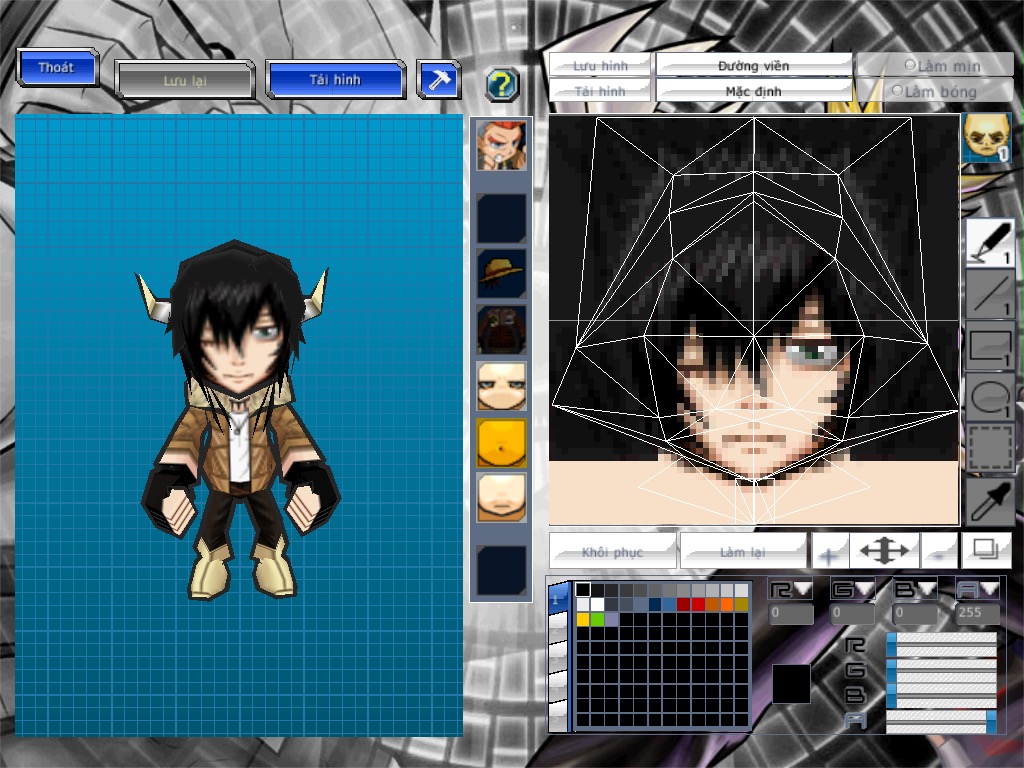 Thoát
Lưu lại
Tải hình
?
Lưu hình
Đường viền
Làm mịn
Tải hình
Mặc định
Làm bóng
1
1
1
1
Khôi phục
Làm lại
+
-
1
R
G
B
A
0
0
0
255
R
G
B
A